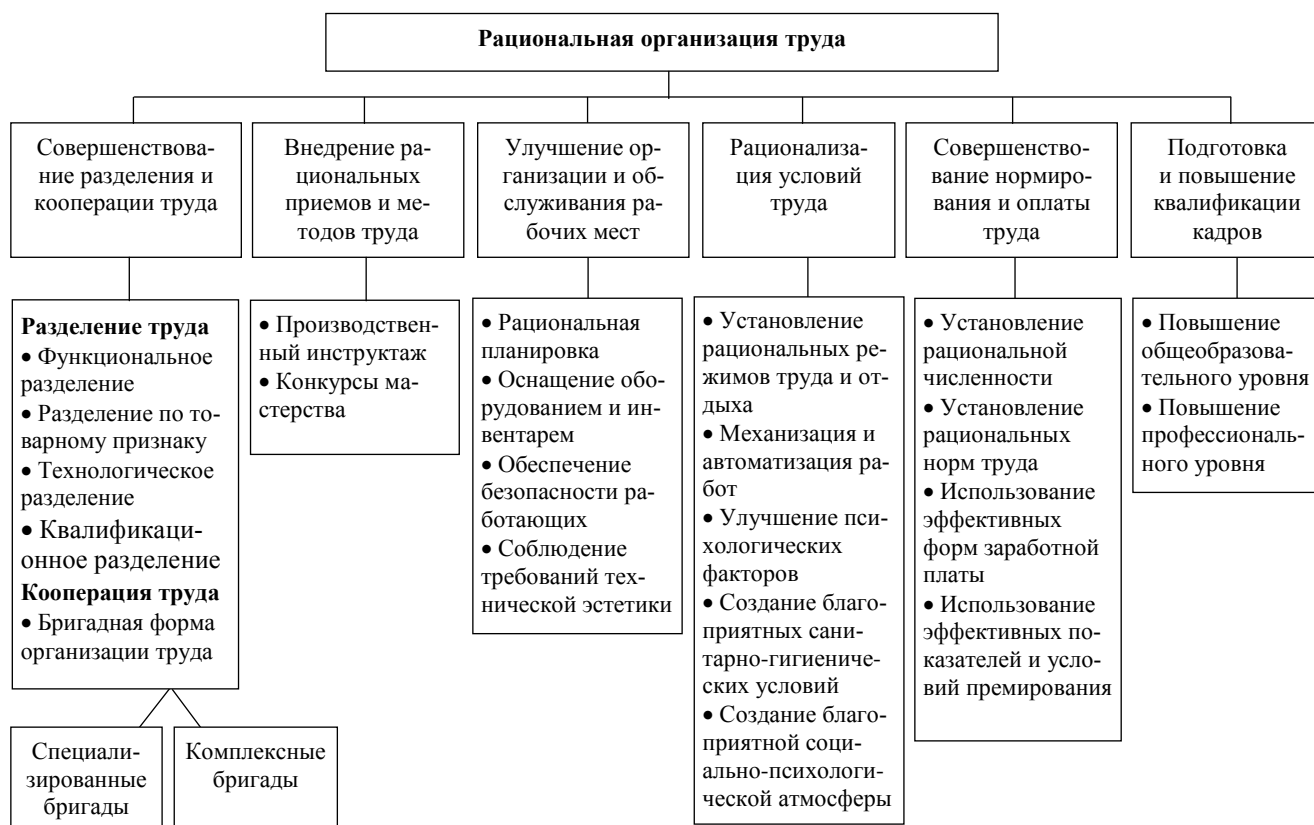 Рациональная организация труда
Совершенствова-
ние разделения и
кооперации труда
Внедрение ра-
циональных
приемов и ме-
тодов труда
Улучшение ор-
ганизации и об-
служивания ра-
бочих мест
Рационализа-
ция условий
труда
Совершенство-
вание нормиро-
вания и оплаты
труда
Подготовка
и повышение
квалификации
кадров
Разделение труда
• Функциональное
разделение
• Разделение по то-
варному признаку
• Технологическое
разделение
• Квалификаци-
онное разделение
Кооперация труда
• Бригадная форма
организации труда
Специали-
зированные
бригады
Комплексные
бригады
• Производствен-
ный инструктаж
• Конкурсы ма-
стерства
• Рациональная
планировка
• Оснащение обо-
рудованием и ин-
вентарем
• Обеспечение
безопасности ра-
ботающих
• Соблюдение
требований тех-
нической эстетики
• Установление
рациональных ре-
жимов труда и от-
дыха
• Механизация и
автоматизация ра-
бот
• Улучшение пси-
хологических
факторов
• Создание благо-
приятных сани-
тарно-гигиениче-
ских условий
• Создание благо-
приятной соци-
ально-психологи-
ческой атмосферы
• Установление
рациональной
численности
• Установление
рациональных
норм труда
• Использование
эффективных
форм заработной
платы
• Использование
эффективных по-
казателей и усло-
вий премирования
• Повышение
общеобразова-
тельного уровня
• Повышение
профессиональ-
ного уровня